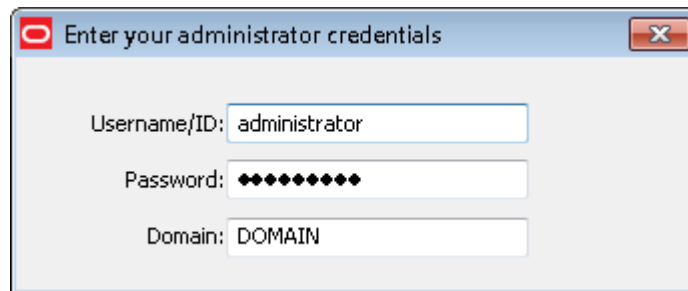 Enter your administrator credentials
Username/ID: administrator
Password: ●●●●●●●●●
Domain: DOMAIN